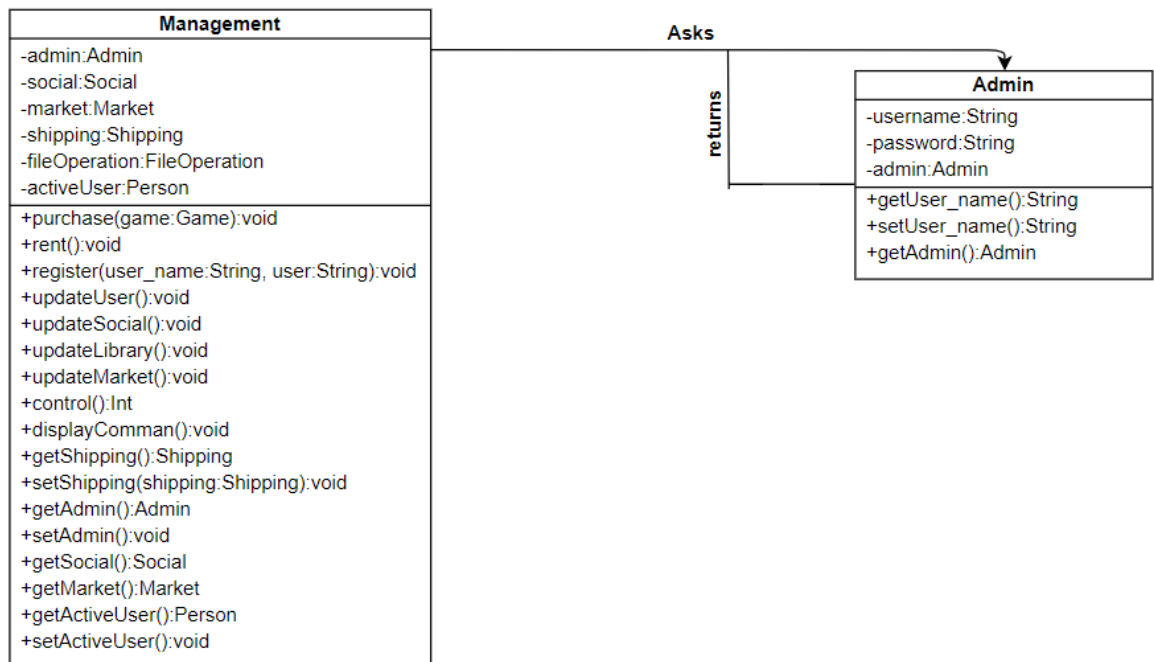 Management
-admin:Admin
-social:Social
-market:Market
-shipping:Shipping
-fileOperation:FileOperation
-activeUser:Person
+purchase(game:Game):void
+rent():void
+register(user_name:String, user:String):void
+updateUser():void
+updateSocial():void
+updateLibrary():void
+updateMarket():void
+control():Int
+displayComman():void
+getShipping():Shipping
+setShipping(shipping:Shipping):void
+getAdmin():Admin
+setAdmin():void
+getSocial():Social
+getMarket():Market
+getActiveUser():Person
+setActiveUser():void
Asks
returns
Admin
-username:String
-password:String
-admin:Admin
+getUser_name():String
+setUser_name():String
+getAdmin():Admin